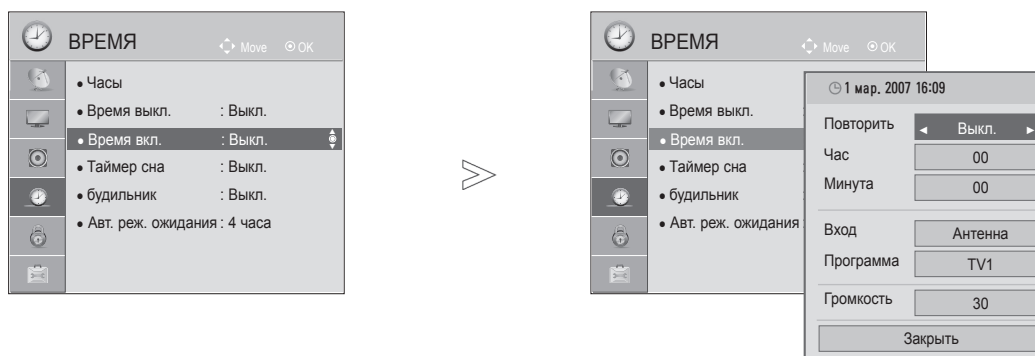 ВРЕМЯ Move OK
• Часы
• Время выкл. : Выкл.
• Время вкл. : Выкл.
• Таймер сна : Выкл.
• будильник : Выкл.
• Авт. реж. ожидания : 4 часа
ВРЕМЯ Move OK
• Часы
• Время выкл. :
• Время вкл.
• Таймер сна :
• будильник :
• Авт. реж. ожидания :
1 мар. 2007 16:09
Повторить ◄ Выкл. ►
Час 00
Минута 00
Вход Антенна
Программа TV1
Громкость 30
Закрыть